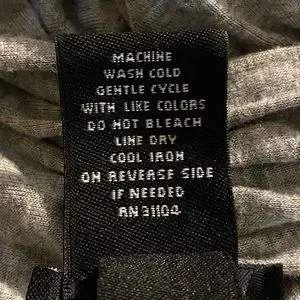 MACHINE
WASH COLD
GENTLE CYCLE
WITH LIKE COLORS
DO NOT BLEACH
LINE DRY
COOL IRON
ON REVERSE SIDE
IF NEEDED
RN 31104